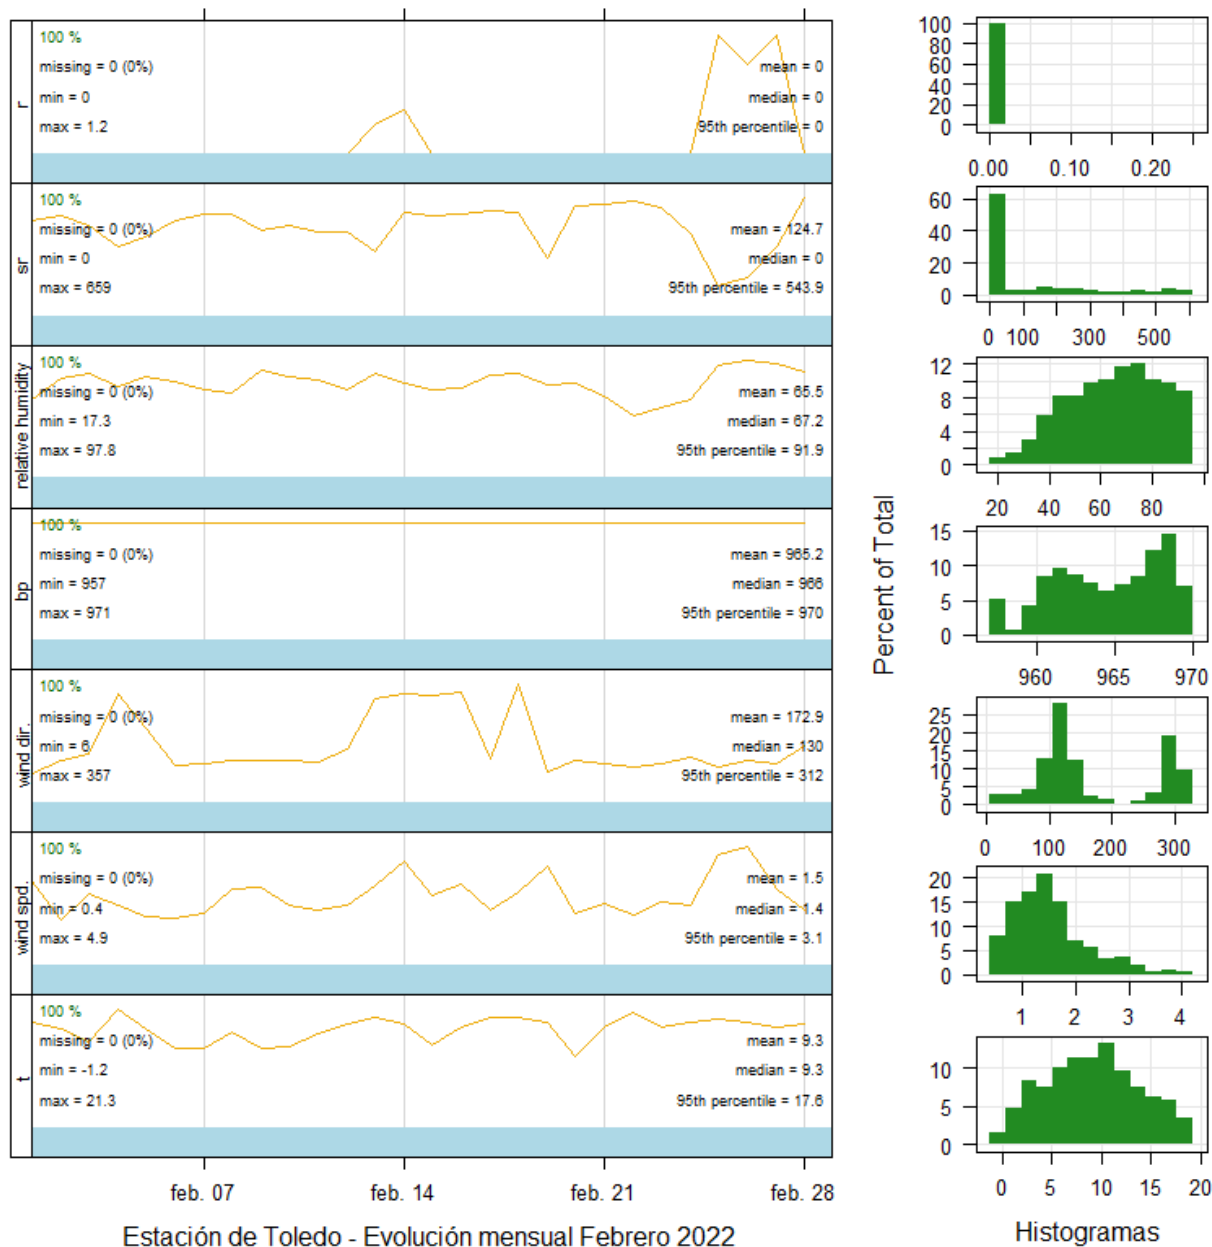 r
100 %
missing = 0 (0%)
min = 0
max = 1.2
mean = 0
median = 0
95th percentile = 0
sr
100 %
missing = 0 (0%)
min = 0
max = 659
mean = 124.7
median = 0
95th percentile = 543.9
relative humidity
100 %
missing = 0 (0%)
min = 17.3
max = 97.8
mean = 65.5
median = 67.2
95th percentile = 91.9
bp
100 %
missing = 0 (0%)
min = 957
max = 971
mean = 965.2
median = 966
95th percentile = 970
wind dir.
100 %
missing = 0 (0%)
min = 6
max = 357
mean = 172.9
median = 130
95th percentile = 312
wind spd.
100 %
missing = 0 (0%)
min = 0.4
max = 4.9
mean = 1.5
median = 1.4
95th percentile = 3.1
t
100 %
missing = 0 (0%)
min = -1.2
max = 21.3
mean = 9.3
median = 9.3
95th percentile = 17.6
feb. 07 feb. 14 feb. 21 feb. 28
Estación de Toledo - Evolución mensual Febrero 2022
Percent of Total
100
80
60
40
20
0
0.00 0.10 0.20
60
40
20
0
0 100 300 500
12
8
4
0
20 40 60 80
15
10
5
0
960 965 970
25
20
15
10
5
0
0 100 200 300
20
15
10
5
0
1 2 3 4
10
5
0
0 5 10 15 20
Histogramas